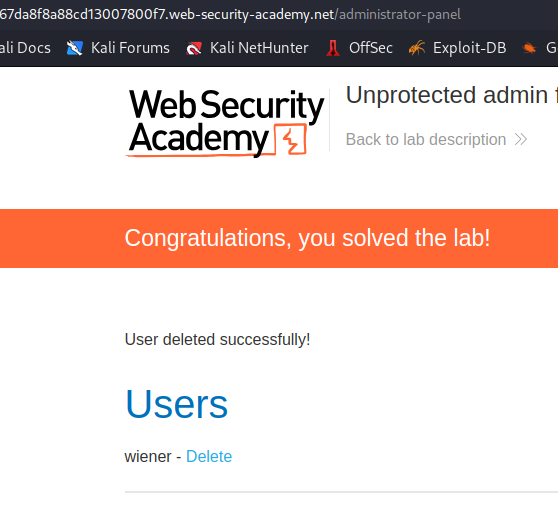 67da8f8a88cd13007800f7.web-security-academy.net/administrator-panel
ali Docs Kali Forums Kali NetHunter OffSec Exploit-DB G
Web Security
Academy
Unprotected admin f
Back to lab description
Congratulations, you solved the lab!
User deleted successfully!
Users
wiener - Delete